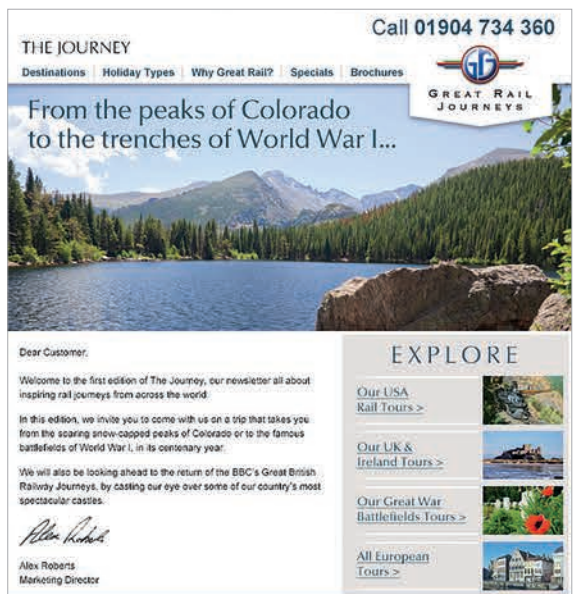 Call 01904 734 360
THE JOURNEY
Destinations Holiday Types Why Great Rail? Specials Brochures
GREAT RAIL
JOURNEYS
From the peaks of Colorado
to the trenches of World War I...
Dear Customer,
Welcome to the first edition of The Journey, our newsletter all about
inspiring rail journeys from across the world
In this edition, we invite you to come with us on a trip that takes you
from the soaring snow-capped peaks of Colorado or to the famous
battlefields of World War I, in its centenary year.
We will also be looking ahead to the return of the BBC's Great British
Railway Journeys, by casting our eye over some of our country's most
spectacular castles.
Alex Roberts
Alex Roberts
Marketing Director
EXPLORE
Our USA
Rail Tours >
Our UK &
Ireland Tours >
Our Great War
Battlefields Tours >
All European
Tours >